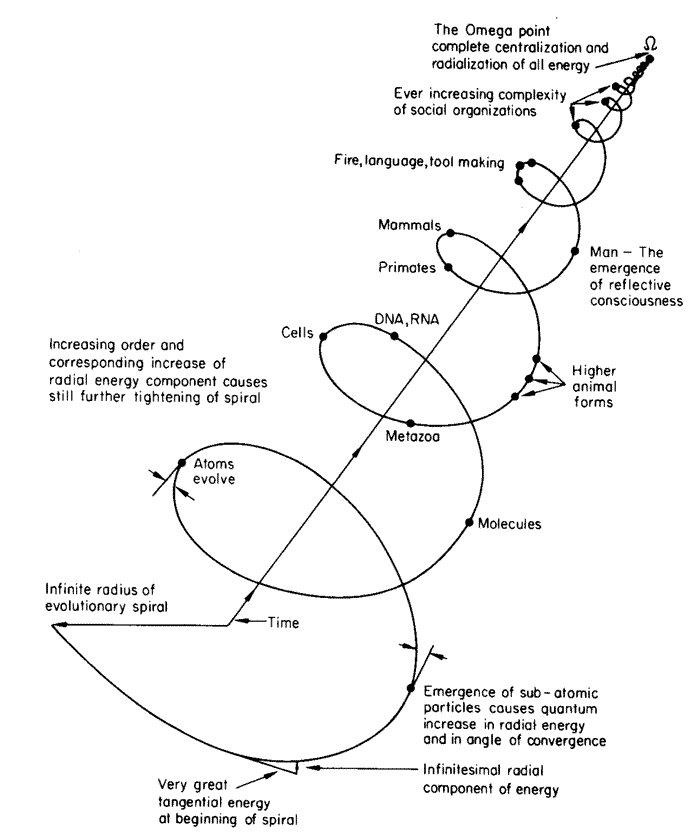 The Omega point
complete centralization and
radialization of all energy
Ω
Ever increasing complexity
of social organizations
Fire, language, tool making
Mammals
Primates
Man – The
emergence
of reflective
consciousness
DNA, RNA
Cells
Increasing order and
corresponding increase of
radial energy component causes
still further tightening of spiral
Higher
animal
forms
Metazoa
Atoms
evolve
Molecules
Infinite radius of
evolutionary spiral
Time
Emergence of sub-atomic
particles causes quantum
increase in radial energy
and in angle of convergence
Infinitesimal radial
component of energy
Very great
tangential energy
at beginning of spiral